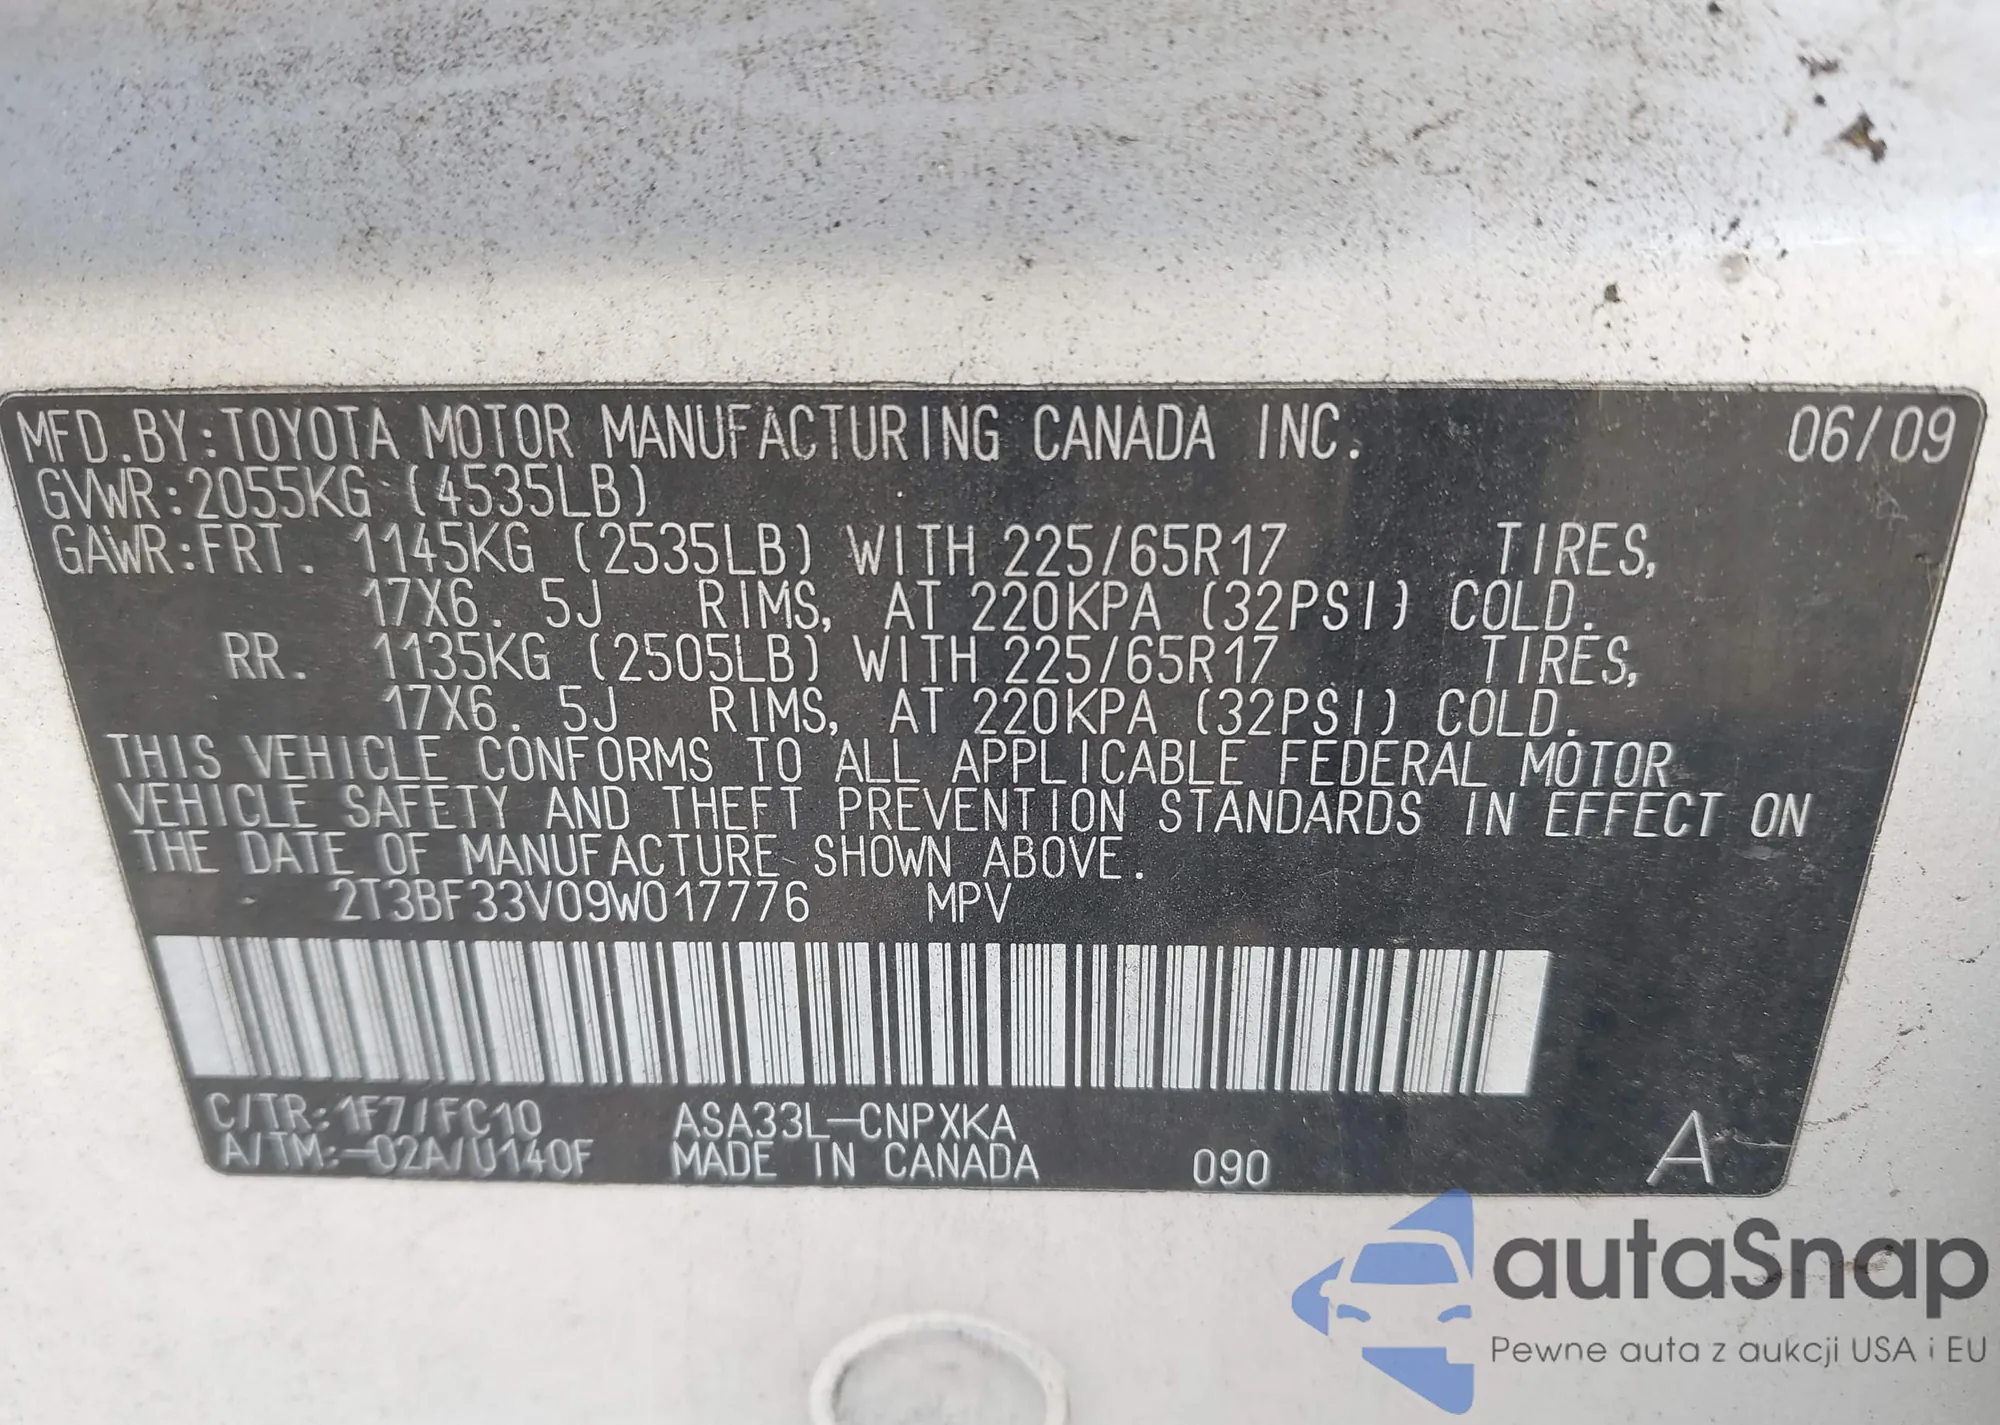 MFD.BY:TOYOTA MOTOR MANUFACTURING CANADA INC. 06/09
GVWR:2055KG (4535LB)
GAWR:FRT. 1145KG (2535LB) WITH 225/65R17 TIRES,
17X6.5J RIMS, AT 220KPA (32PSI) COLD.
RR. 1135KG (2505LB) WITH 225/65R17 TIRES,
17X6.5J RIMS, AT 220KPA (32PSI) COLD.
THIS VEHICLE CONFORMS TO ALL APPLICABLE FEDERAL MOTOR
VEHICLE SAFETY AND THEFT PREVENTION STANDARDS IN EFFECT ON
THE DATE OF MANUFACTURE SHOWN ABOVE.
2T3BF33V09W017776 MPV
C/TR:1F7/FC10 ASA33L-CNPXKA
A/TM:-02A/U140F MADE IN CANADA 090 A
autaSnap
Pewne auta z aukcji USA i EU